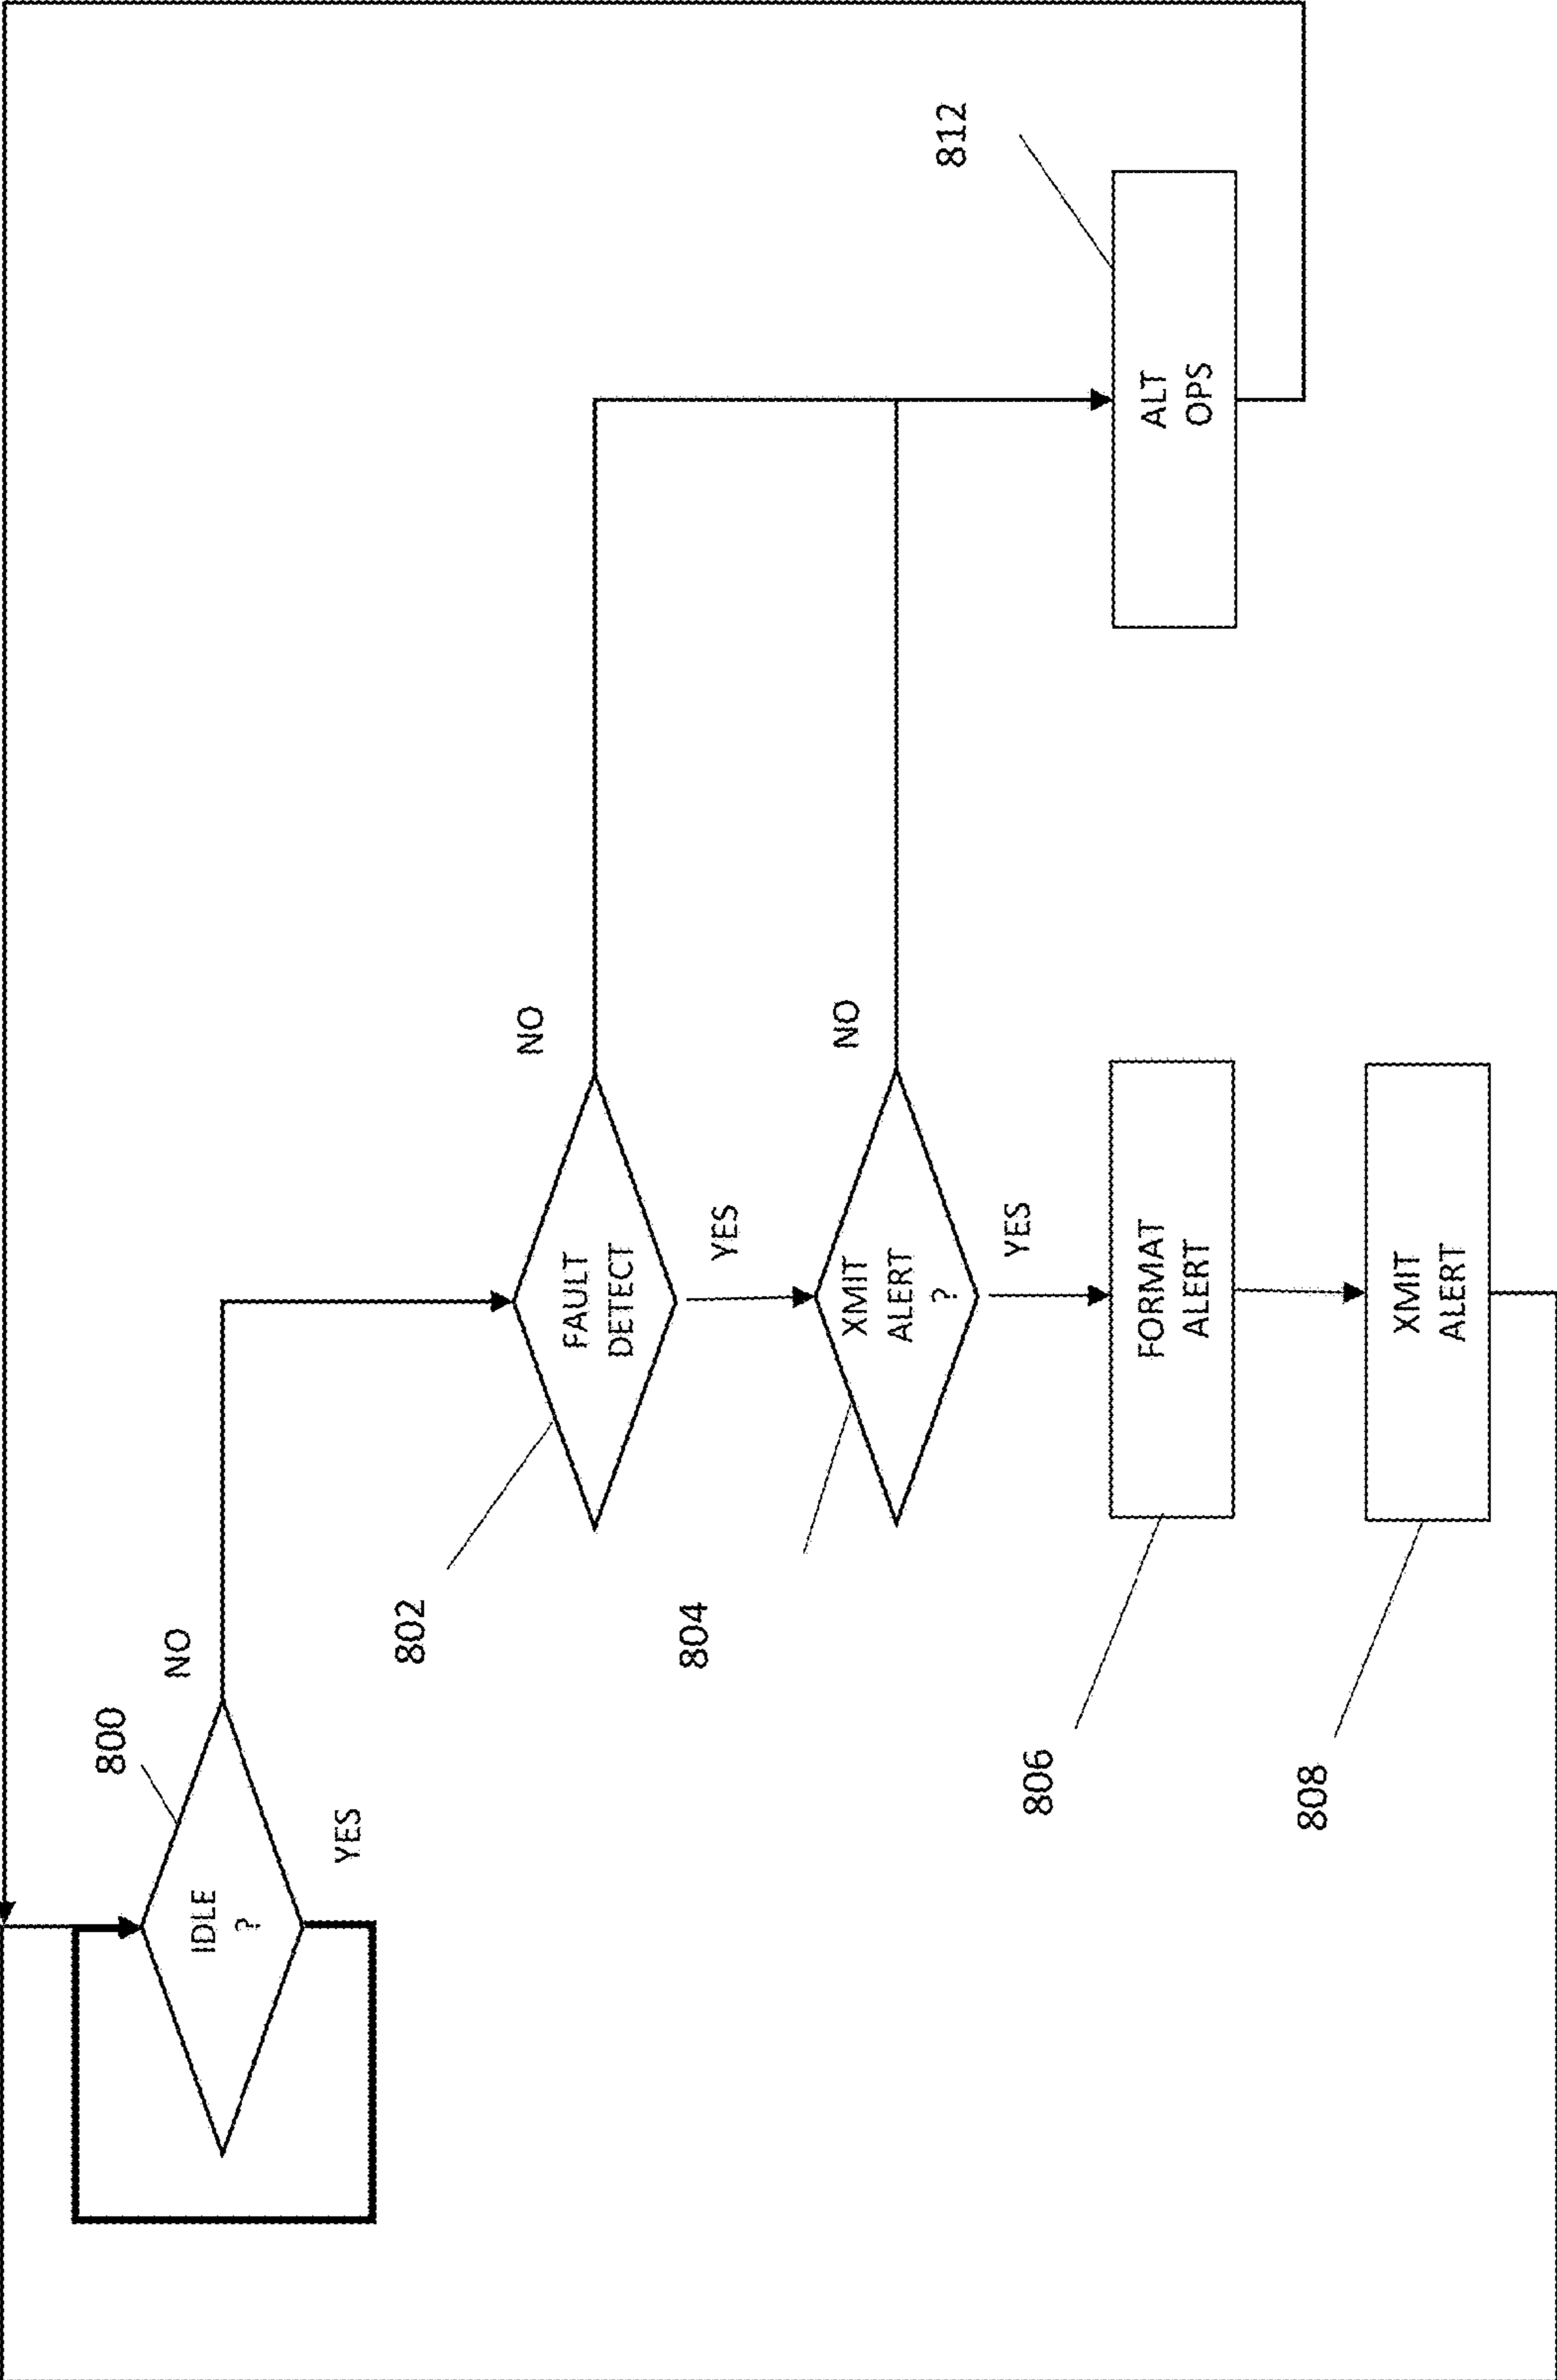 800
NO
IDLE
?
YES
802
NO
FAULT
DETECT
YES
804
NO
XMIT
ALERT
?
YES
812
ALT
OPS
806
FORMAT
ALERT
808
XMIT
ALERT